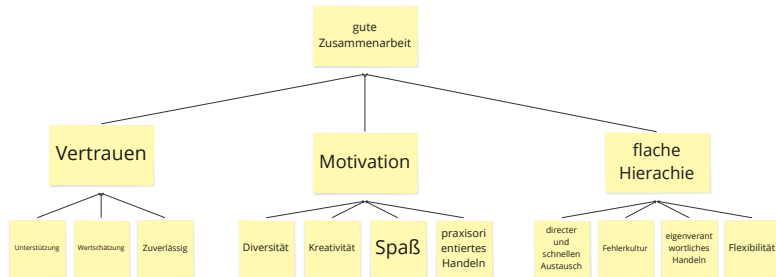 gute
Zusammenarbeit
Vertrauen
Motivation
flache
Hierachie
Unterstützung
Wertschätzung
Zuverlässig
Diversität
Kreativität
Spaß
praxisori
entiertes
Handeln
directer
und
schnellen
Austausch
Fehlerkultur
eigenverant
wortliches
Handeln
Flexibilität